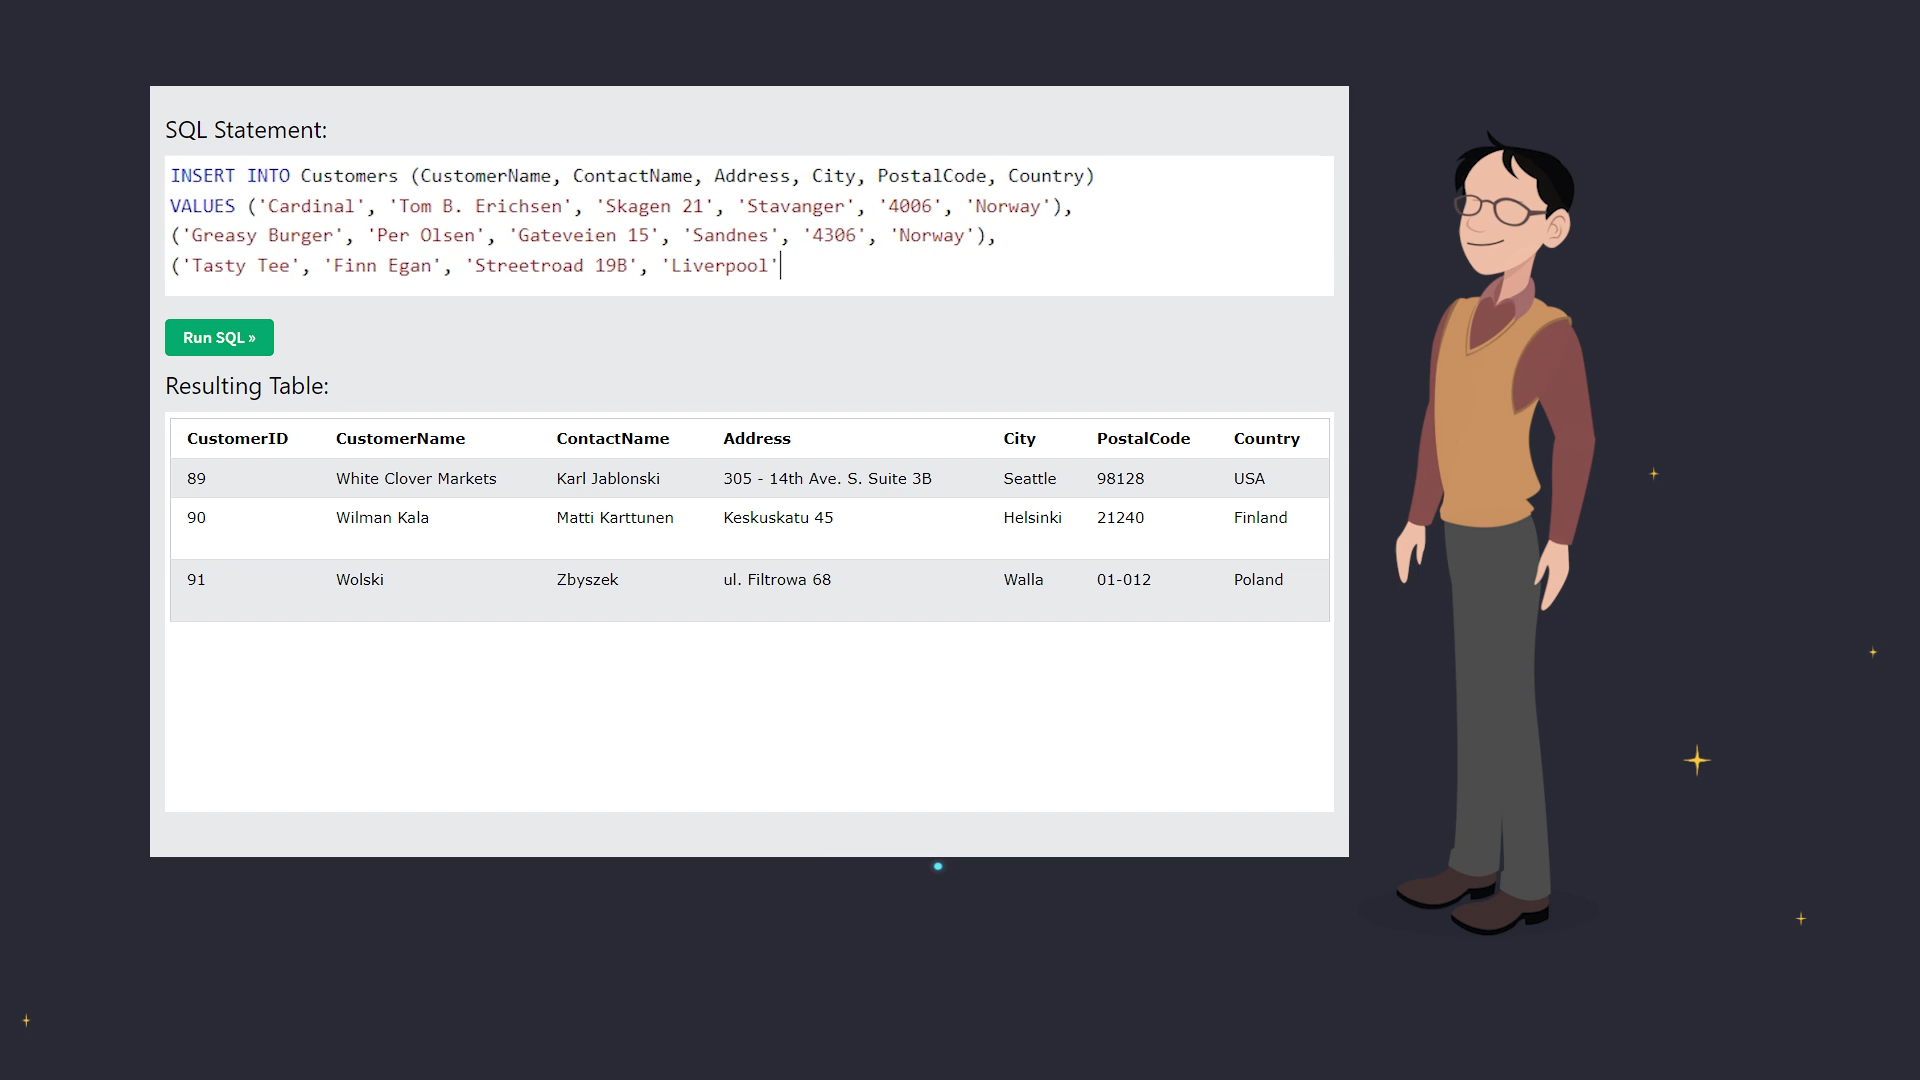 SQL Statement:
INSERT INTO Customers (CustomerName, ContactName, Address, City, PostalCode, Country)
VALUES ('Cardinal', 'Tom B. Erichsen', 'Skagen 21', 'Stavanger', '4006', 'Norway'),
('Greasy Burger', 'Per Olsen', 'Gateveien 15', 'Sandnes', '4306', 'Norway'),
('Tasty Tee', 'Finn Egan', 'Streetroad 19B', 'Liverpool'
Run SQL »
Resulting Table:
CustomerID CustomerName ContactName Address City PostalCode Country
89 White Clover Markets Karl Jablonski 305 - 14th Ave. S. Suite 3B Seattle 98128 USA
90 Wilman Kala Matti Karttunen Keskuskatu 45 Helsinki 21240 Finland
91 Wolski Zbyszek ul. Filtrowa 68 Walla 01-012 Poland